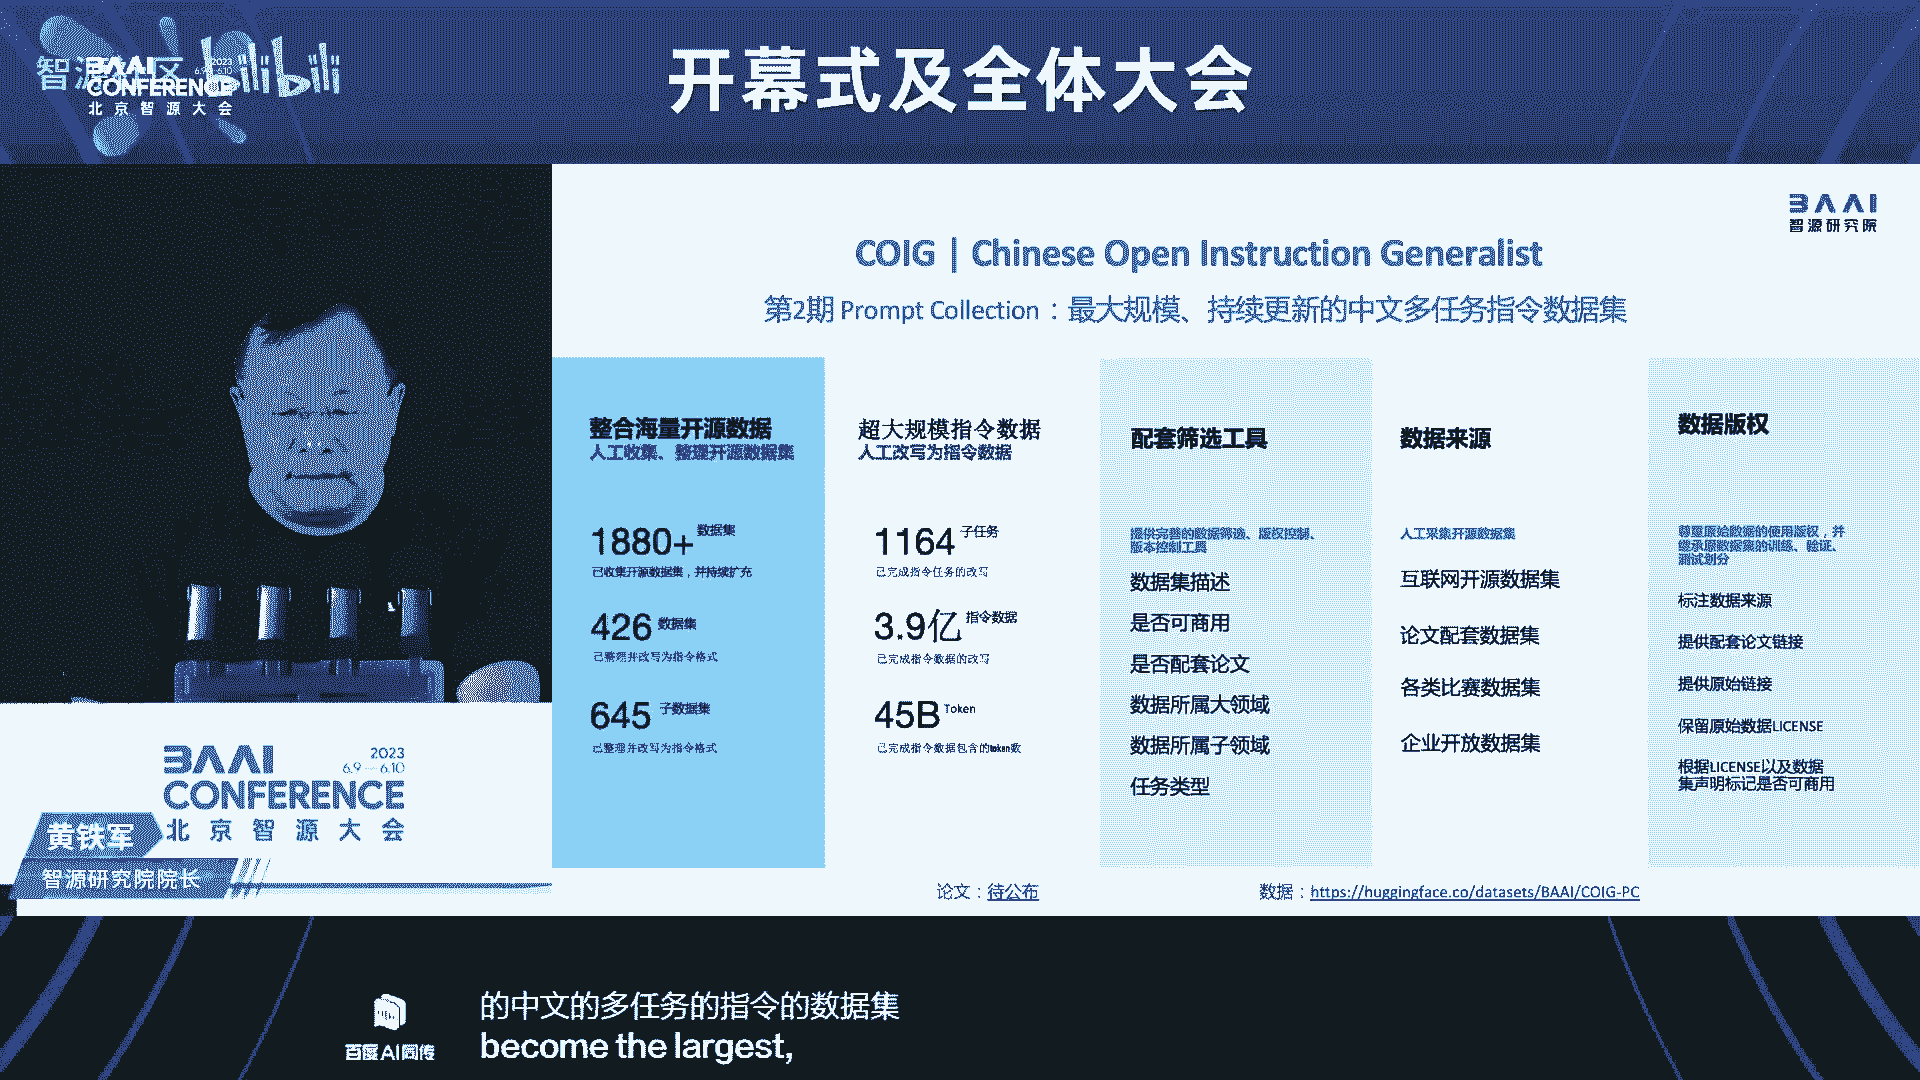 智源社区 bilibili
BAAI 2023
CONFERENCE 6.9—6.10
北京智源大会
开幕式及全体大会
BAAI
智源研究院
COIG | Chinese Open Instruction Generalist
第2期 Prompt Collection：最大规模、持续更新的中文多任务指令数据集
整合海量开源数据
人工收集、整理开源数据集
1880+ 数据集
已收集开源数据集，并持续扩充
426 数据集
已整理并改写为指令格式
645 子数据集
已整理并改写为指令格式
超大规模指令数据
人工改写为指令数据
1164 子任务
已完成指令任务的改写
3.9亿 指令数据
已完成指令数据的改写
45B Token
已完成指令数据包含的token数
配套筛选工具
提供完善的数据筛选、版权控制、
版本控制工具
数据集描述
是否可商用
是否配套论文
数据所属大领域
数据所属子领域
任务类型
数据来源
人工采集开源数据集
互联网开源数据集
论文配套数据集
各类比赛数据集
企业开放数据集
数据版权
尊重原始数据的使用版权，并
继承原数据集的训练、验证、
测试划分
标注数据来源
提供配套论文链接
提供原始链接
保留原始数据LICENSE
根据LICENSE以及数据
集声明标记是否可商用
论文：待公布
数据：https://huggingface.co/datasets/BAAI/COIG-PC
BAAI 2023
6.9—6.10
CONFERENCE
北京智源大会
黄铁军
智源研究院院长
百度AI同传
的中文的多任务的指令的数据集
become the largest,